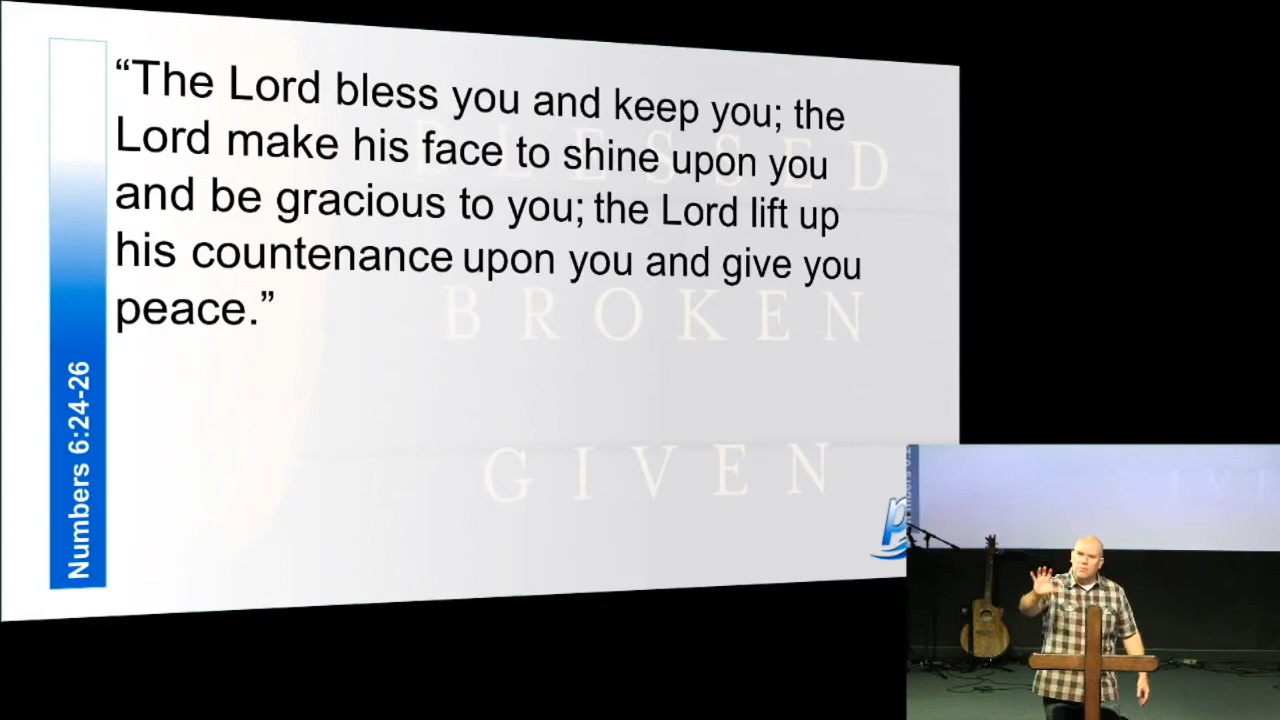 “The Lord bless you and keep you; the
Lord make his face to shine upon you
and be gracious to you; the Lord lift up
his countenance upon you and give you
peace.”
Numbers 6:24-26
BLESSED
BROKEN
GIVEN